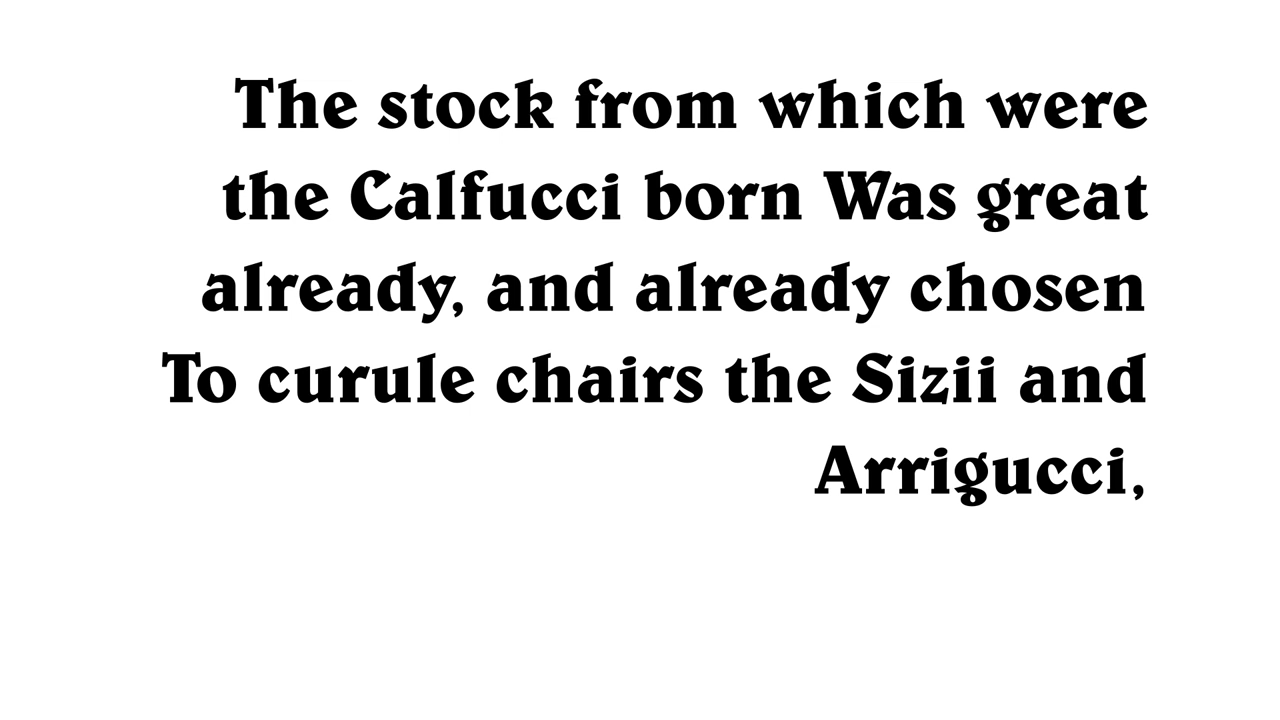 The stock from which were
the Calfucci born Was great
already, and already chosen
To curule chairs the Sizii and
Arrigucci,